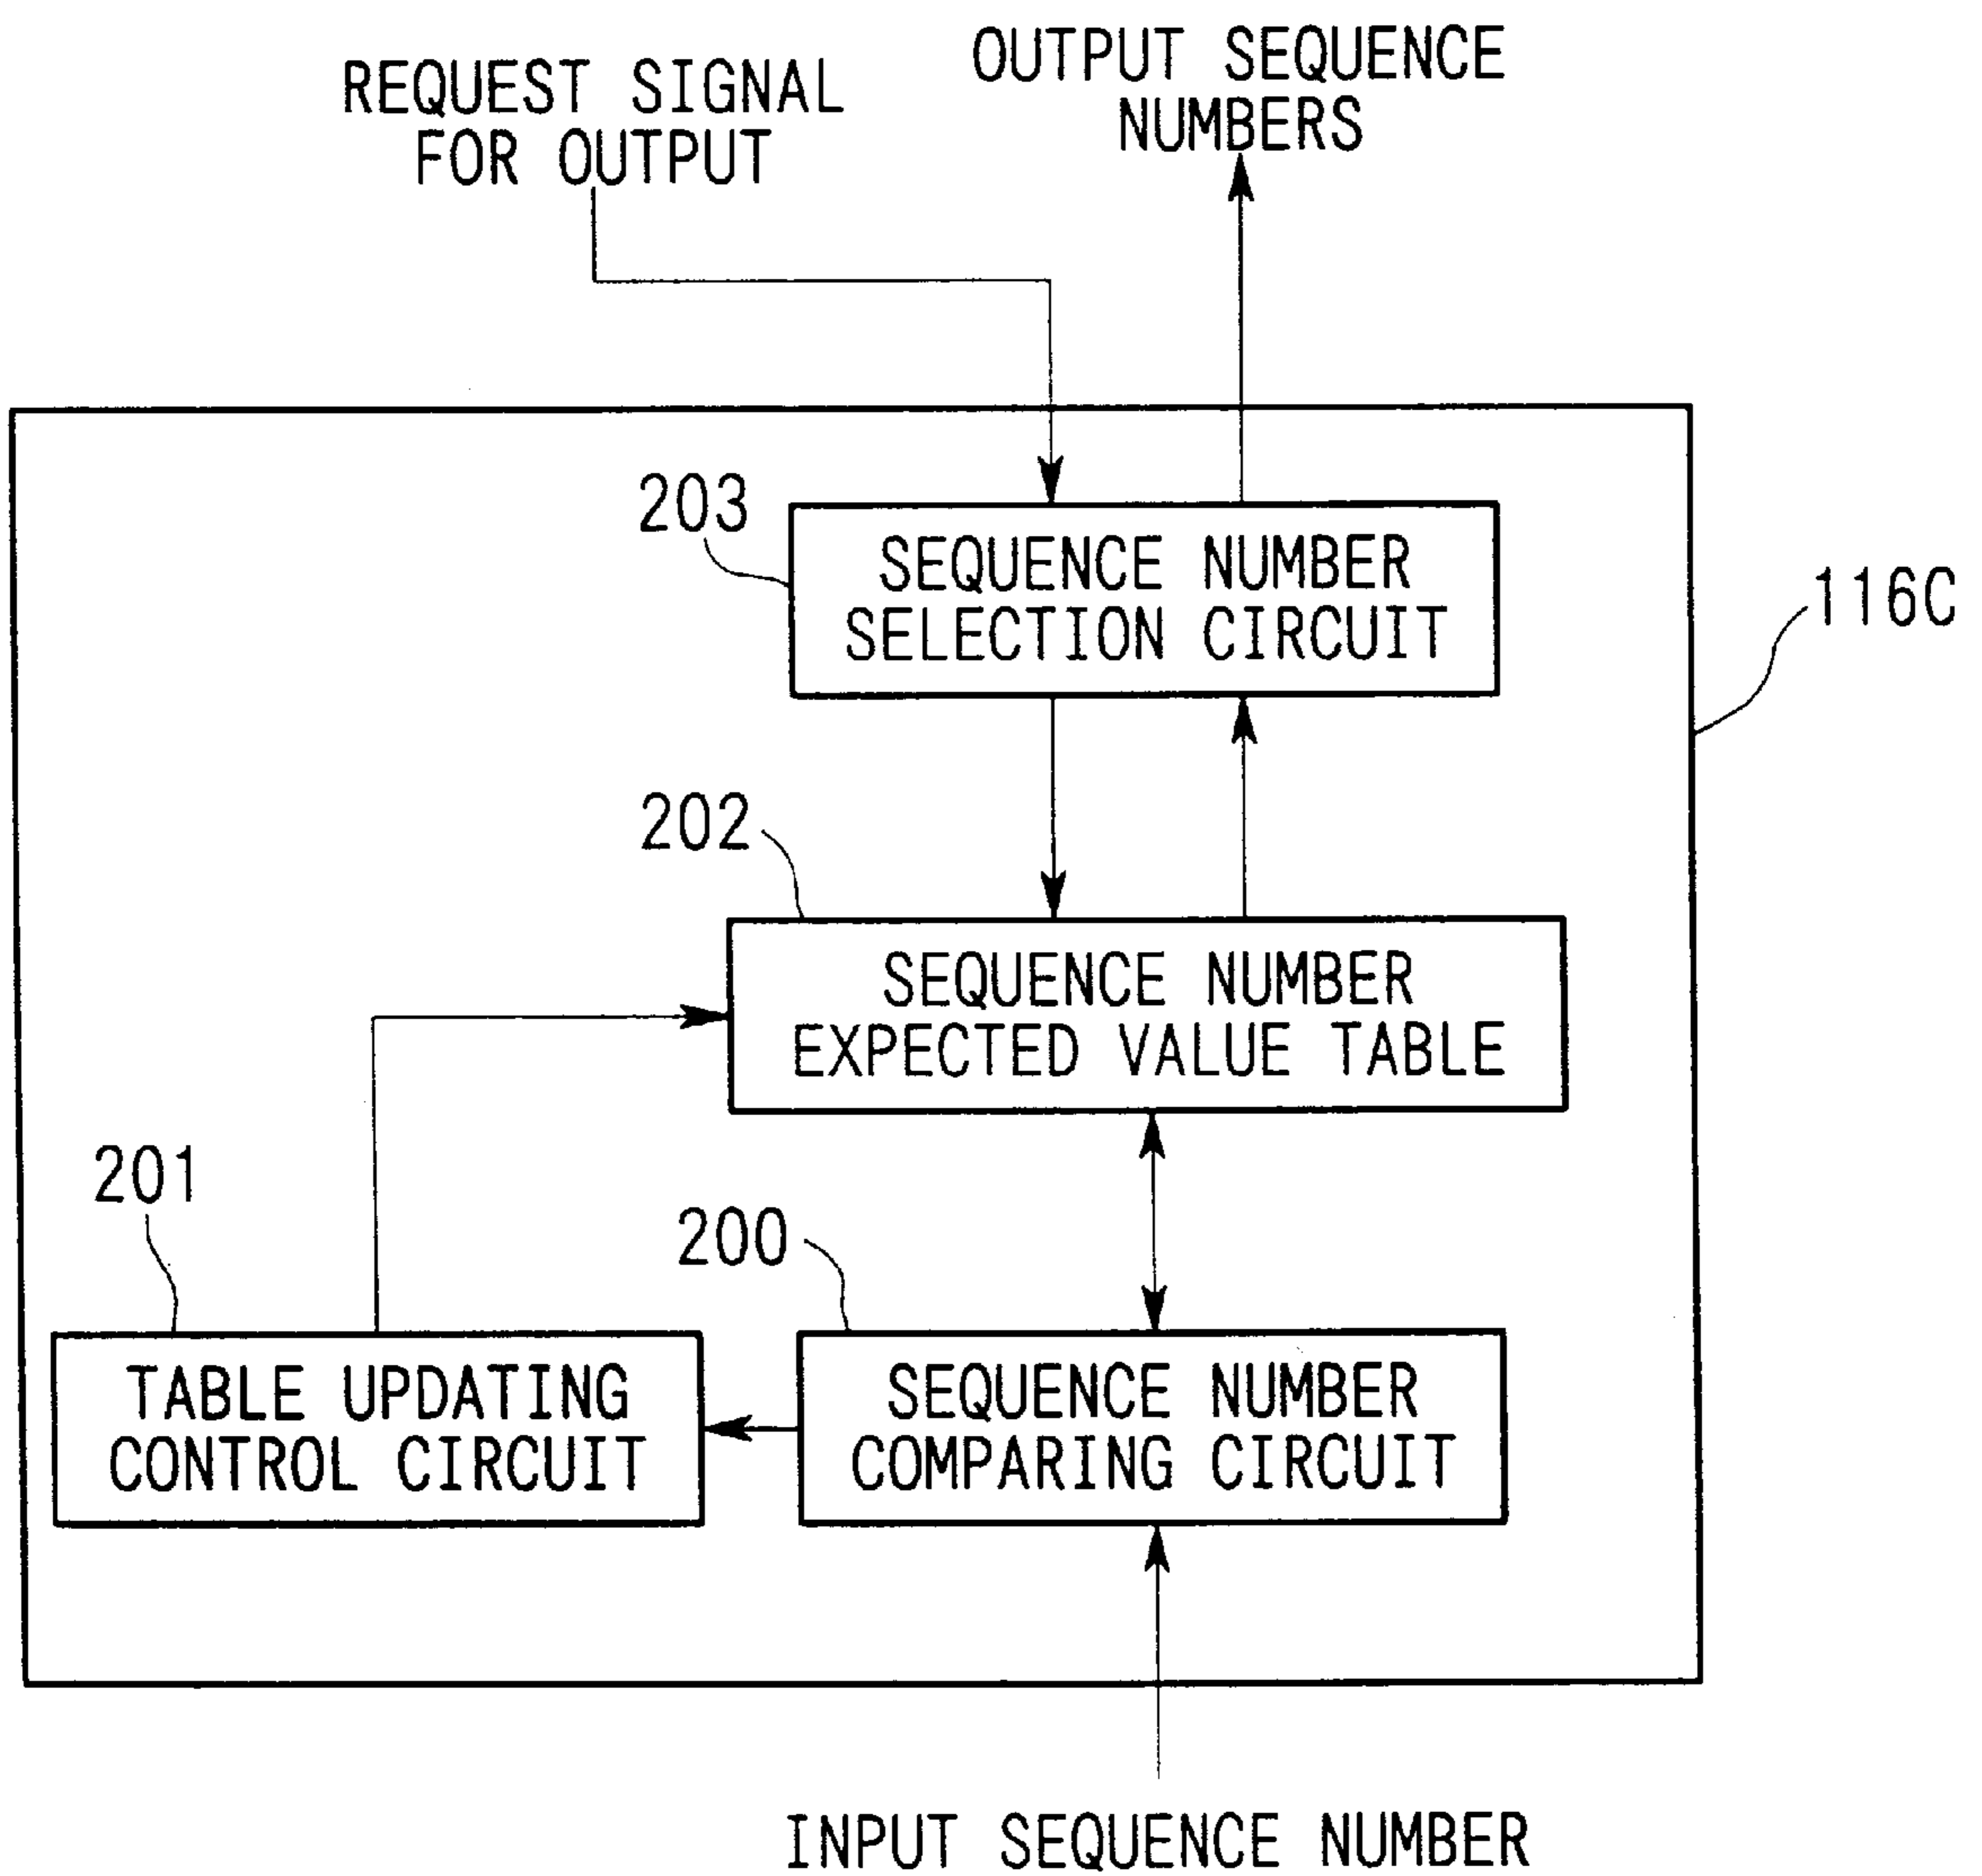 REQUEST SIGNAL
FOR OUTPUT
OUTPUT SEQUENCE
NUMBERS
203
SEQUENCE NUMBER
SELECTION CIRCUIT
116C
202
SEQUENCE NUMBER
EXPECTED VALUE TABLE
201
200
TABLE UPDATING
CONTROL CIRCUIT
SEQUENCE NUMBER
COMPARING CIRCUIT
INPUT SEQUENCE NUMBER